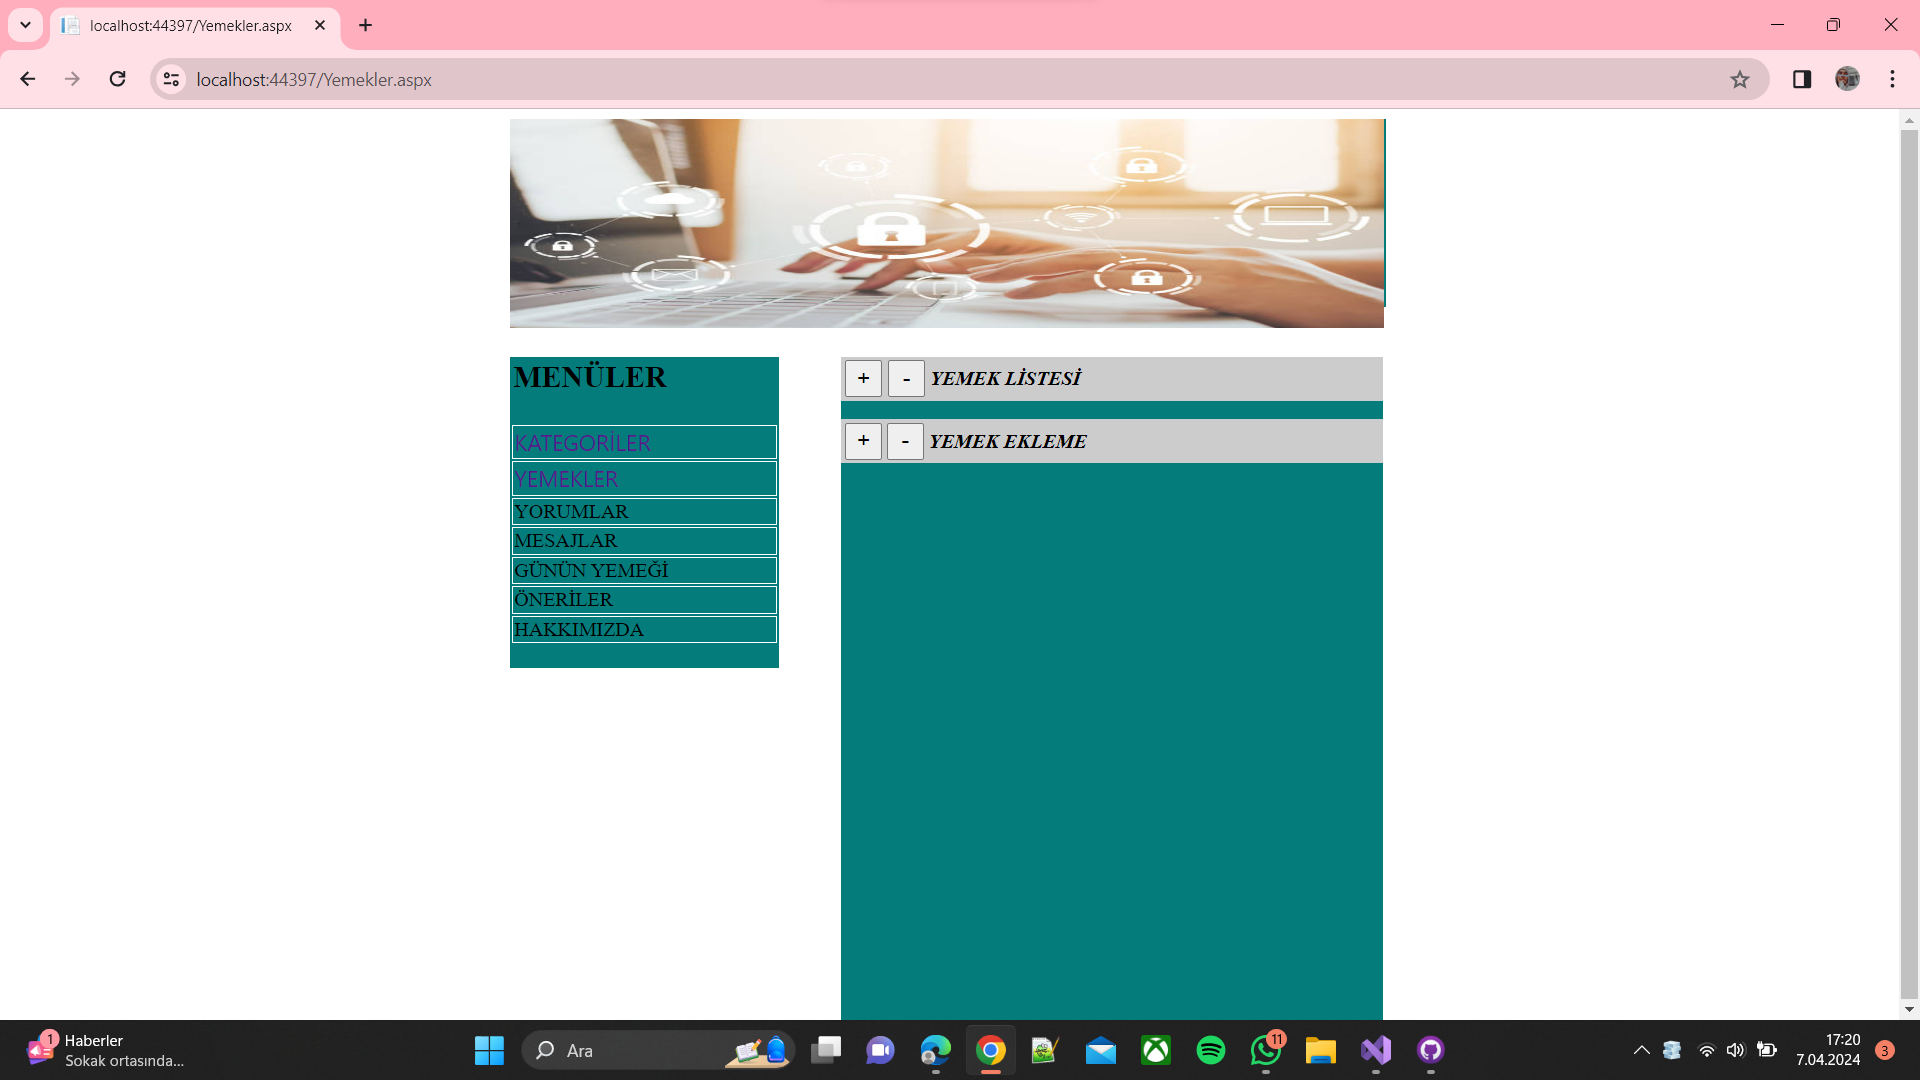 localhost:44397/Yemekler.aspx
localhost:44397/Yemekler.aspx
MENÜLER
KATEGORİLER
YEMEKLER
YORUMLAR
MESAJLAR
GÜNÜN YEMEĞİ
ÖNERİLER
HAKKIMIZDA
+ - YEMEK LİSTESİ
+ - YEMEK EKLEME
1
Haberler
Sokak ortasında...
Ara
11
17:20
7.04.2024
3